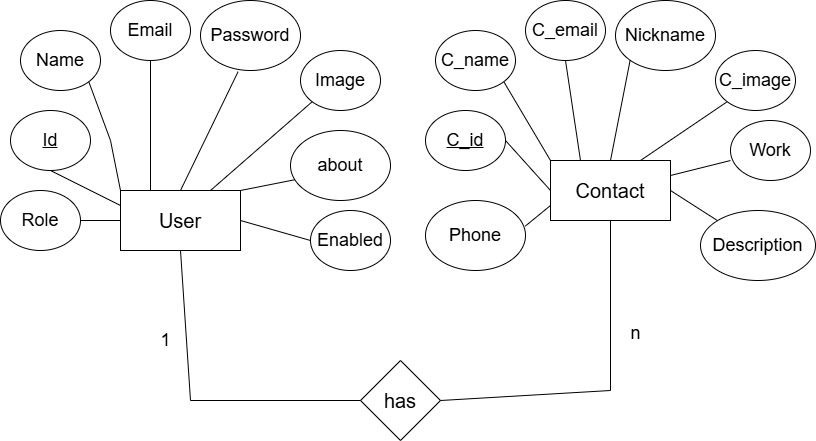 Name
Email
Password
Image
Id
about
Role
User
Enabled
C_name
C_email
Nickname
C_image
C_id
Work
Contact
Phone
Description
1
n
has